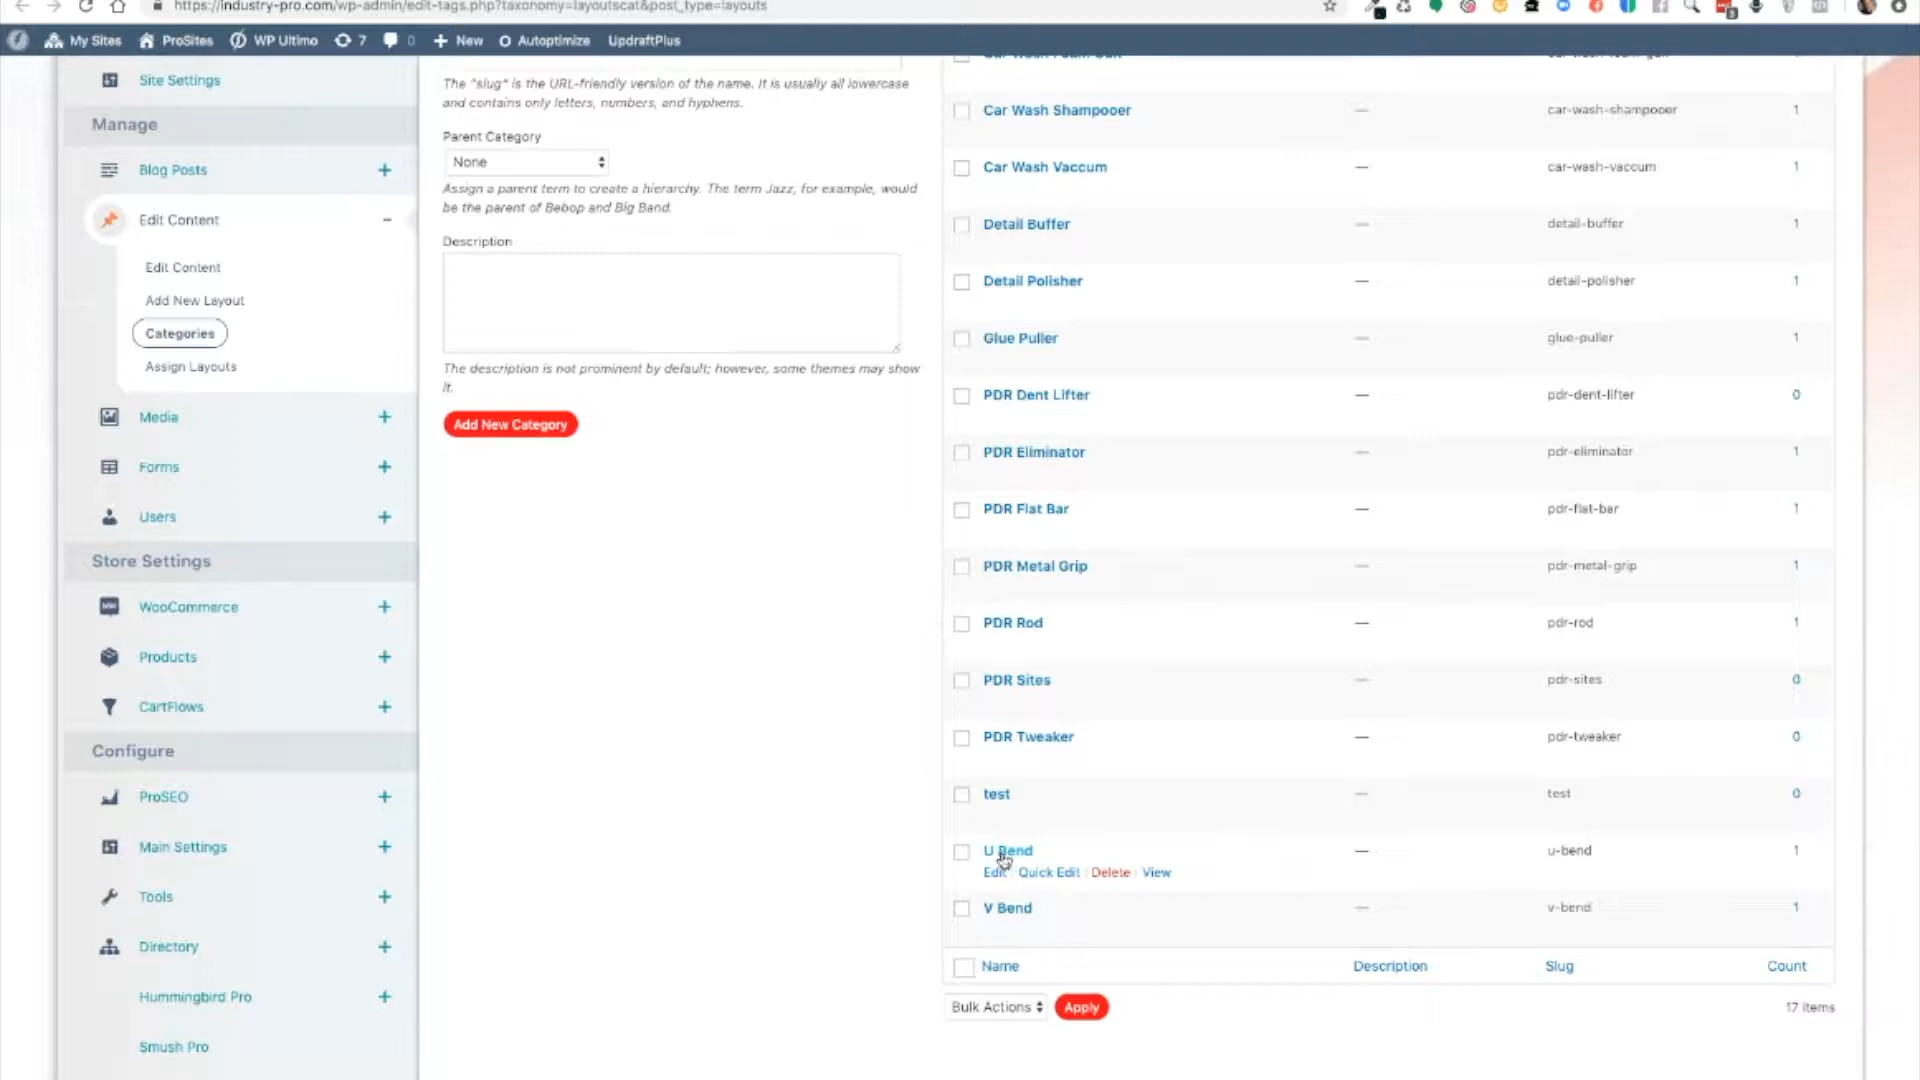 https://industry-pro.com/wp-admin/edit-tags.php?taxonomy=layoutscat&post_type=layouts
My Sites ProSites WP Ultimo 7 0 New Autoptimize UpdraftPlus
Site Settings
Manage
Blog Posts
Edit Content
Edit Content
Add New Layout
Categories
Assign Layouts
Media
Forms
Users
Store Settings
WooCommerce
Products
CartFlows
Configure
ProSEO
Main Settings
Tools
Directory
Hummingbird Pro
Smush Pro
The "slug" is the URL-friendly version of the name. It is usually all lowercase
and contains only letters, numbers, and hyphens.
Parent Category
None
Assign a parent term to create a hierarchy. The term Jazz, for example, would
be the parent of Bebop and Big Band.
Description
The description is not prominent by default; however, some themes may show
it.
Add New Category
Car Wash Shampooer — car-wash-shampooer 1
Car Wash Vaccum — car-wash-vaccum 1
Detail Buffer — detail-buffer 1
Detail Polisher — detail-polisher 1
Glue Puller — glue-puller 1
PDR Dent Lifter — pdr-dent-lifter 0
PDR Eliminator — pdr-eliminator 1
PDR Flat Bar — pdr-flat-bar 1
PDR Metal Grip — pdr-metal-grip 1
PDR Rod — pdr-rod 1
PDR Sites — pdr-sites 0
PDR Tweaker — pdr-tweaker 0
test — test 0
U Bend — u-bend 1
Edit | Quick Edit | Delete | View
V Bend — v-bend 1
Name Description Slug Count
Bulk Actions Apply 17 items